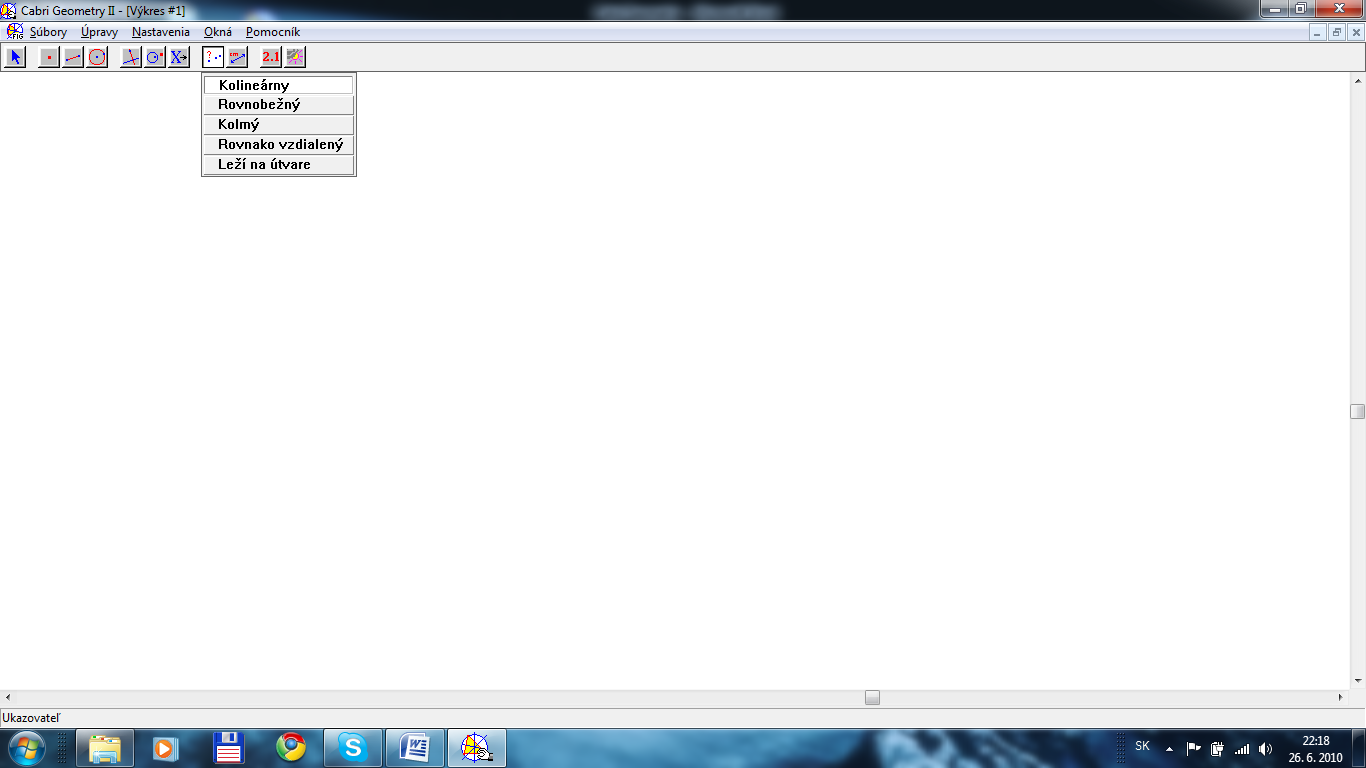 Cabri Geometry II - [Výkres #1]
Súbory Úpravy Nastavenia Okná Pomocník
X 2.1
Kolineárny
Rovnobežný
Kolmý
Rovnako vzdialený
Leží na útvare
Ukazovateľ
SK
22:18
26. 6. 2010